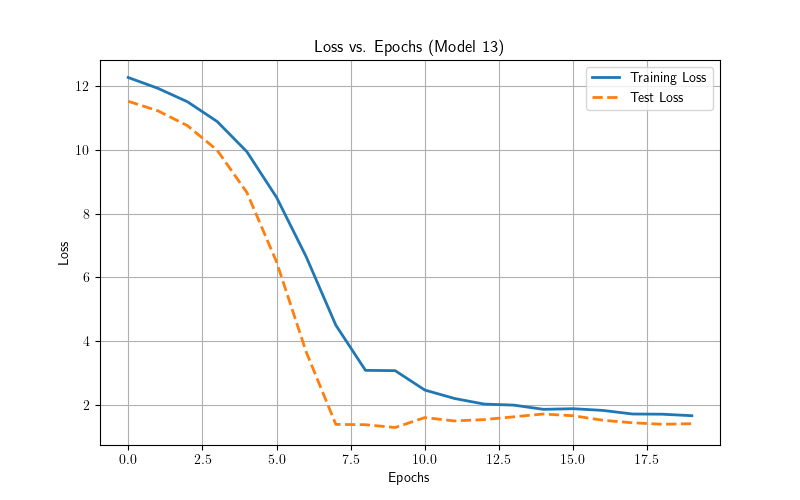 Loss vs. Epochs (Model 13)
Training Loss
Test Loss
12
10
8
6
4
2
Loss
0.0 2.5 5.0 7.5 10.0 12.5 15.0 17.5
Epochs